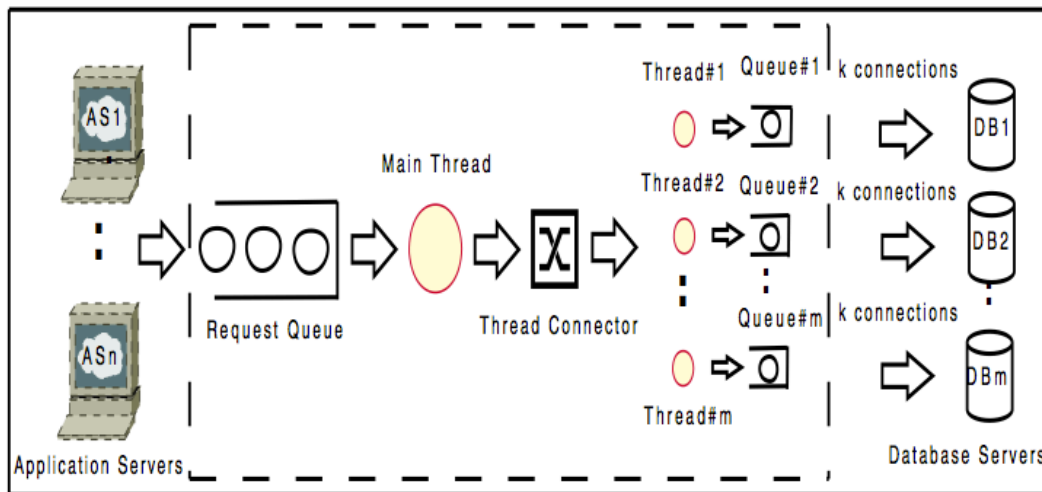 AS1
ASn
Application Servers
Request Queue
Main Thread
Thread Connector
Thread#1
Queue#1
k connections
DB1
Thread#2
Queue#2
k connections
DB2
Queue#m
k connections
Thread#m
DBm
Database Servers